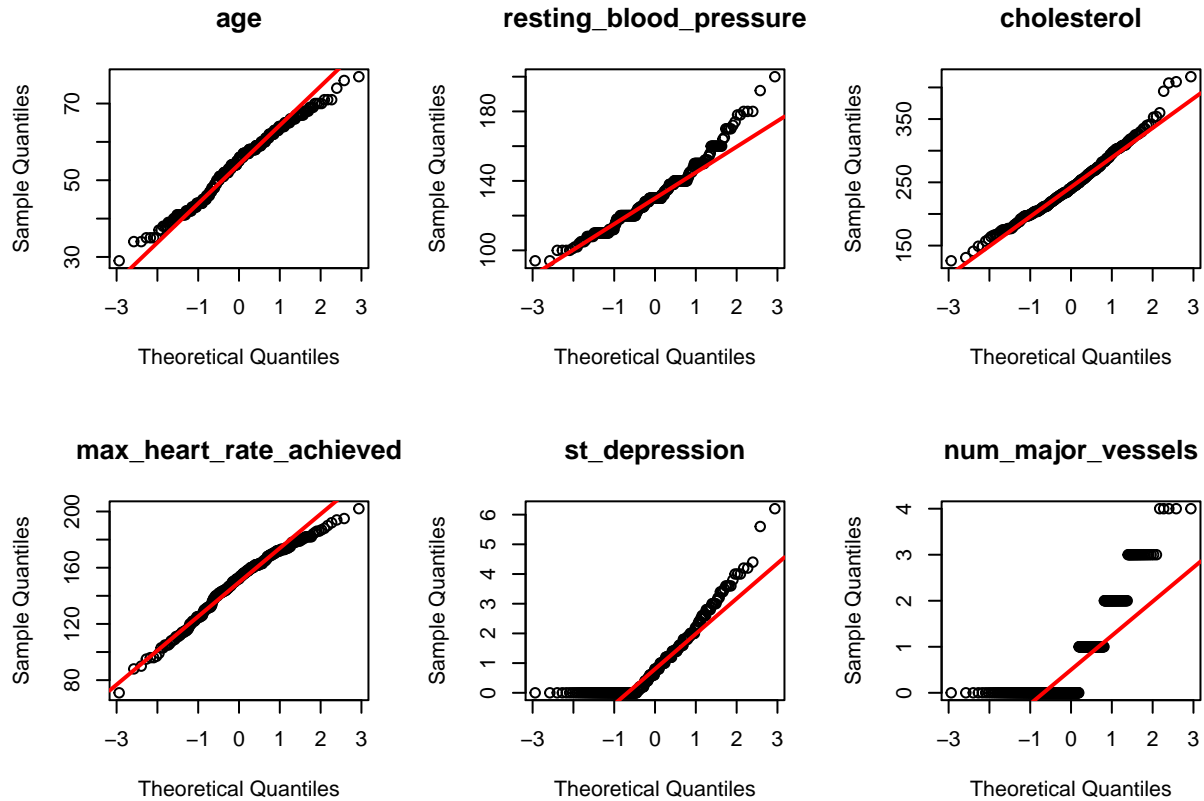 age
Sample Quantiles
30 50 70
−3 −2 −1 0 1 2 3
Theoretical Quantiles
resting_blood_pressure
Sample Quantiles
100 140 180
−3 −1 0 1 2 3
Theoretical Quantiles
cholesterol
Sample Quantiles
150 250 350
−3 −1 0 1 2 3
Theoretical Quantiles
max_heart_rate_achieved
Sample Quantiles
80 120 160 200
−3 −1 0 1 2 3
Theoretical Quantiles
st_depression
Sample Quantiles
0 1 2 3 4 5 6
−3 −1 0 1 2 3
Theoretical Quantiles
num_major_vessels
Sample Quantiles
0 1 2 3 4
−3 −1 0 1 2 3
Theoretical Quantiles